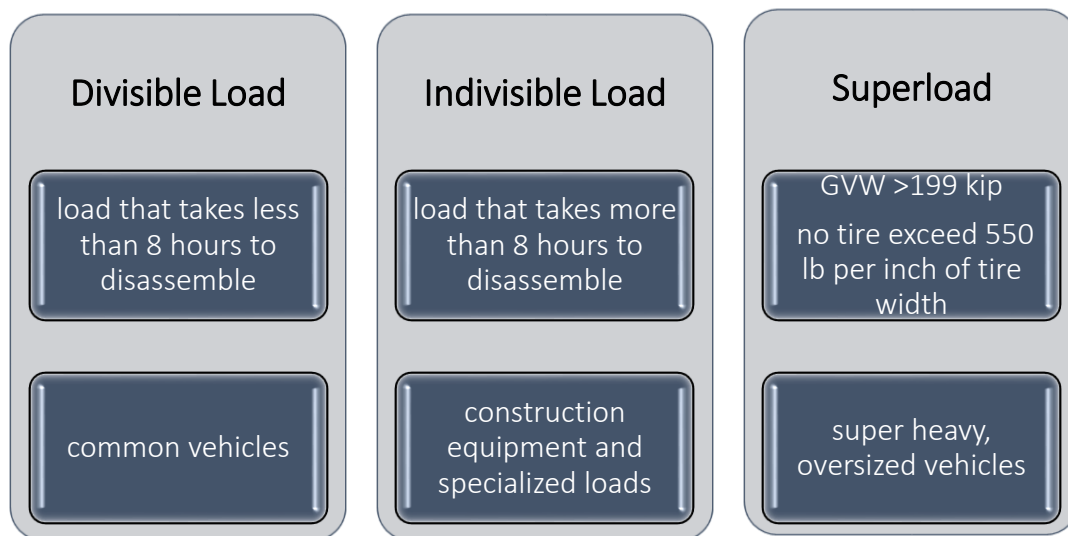 Divisible Load
load that takes less
than 8 hours to
disassemble
common vehicles
Indivisible Load
load that takes more
than 8 hours to
disassemble
construction
equipment and
specialized loads
Superload
GVW >199 kip
no tire exceed 550
lb per inch of tire
width
super heavy,
oversized vehicles